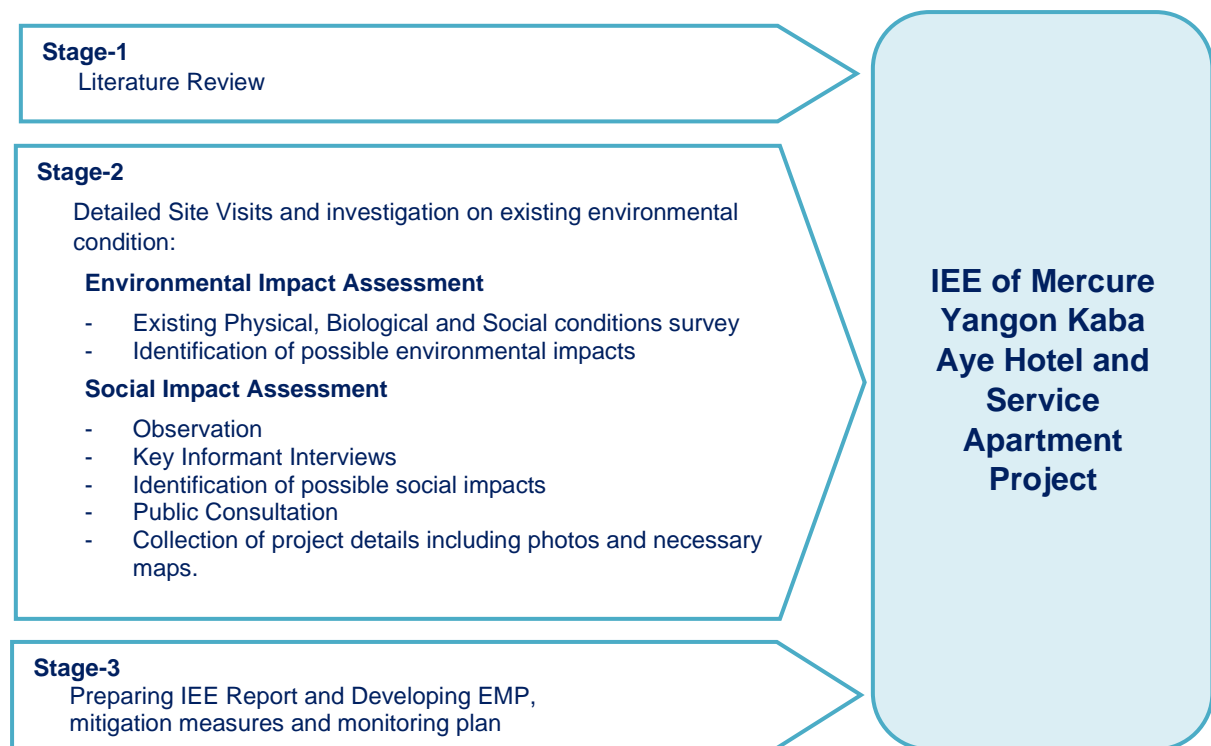 Stage-1
Literature Review
Stage-2
Detailed Site Visits and investigation on existing environmental
condition:
Environmental Impact Assessment
- Existing Physical, Biological and Social conditions survey
- Identification of possible environmental impacts
Social Impact Assessment
- Observation
- Key Informant Interviews
- Identification of possible social impacts
- Public Consultation
- Collection of project details including photos and necessary
maps.
Stage-3
Preparing IEE Report and Developing EMP,
mitigation measures and monitoring plan
IEE of Mercure
Yangon Kaba
Aye Hotel and
Service
Apartment
Project